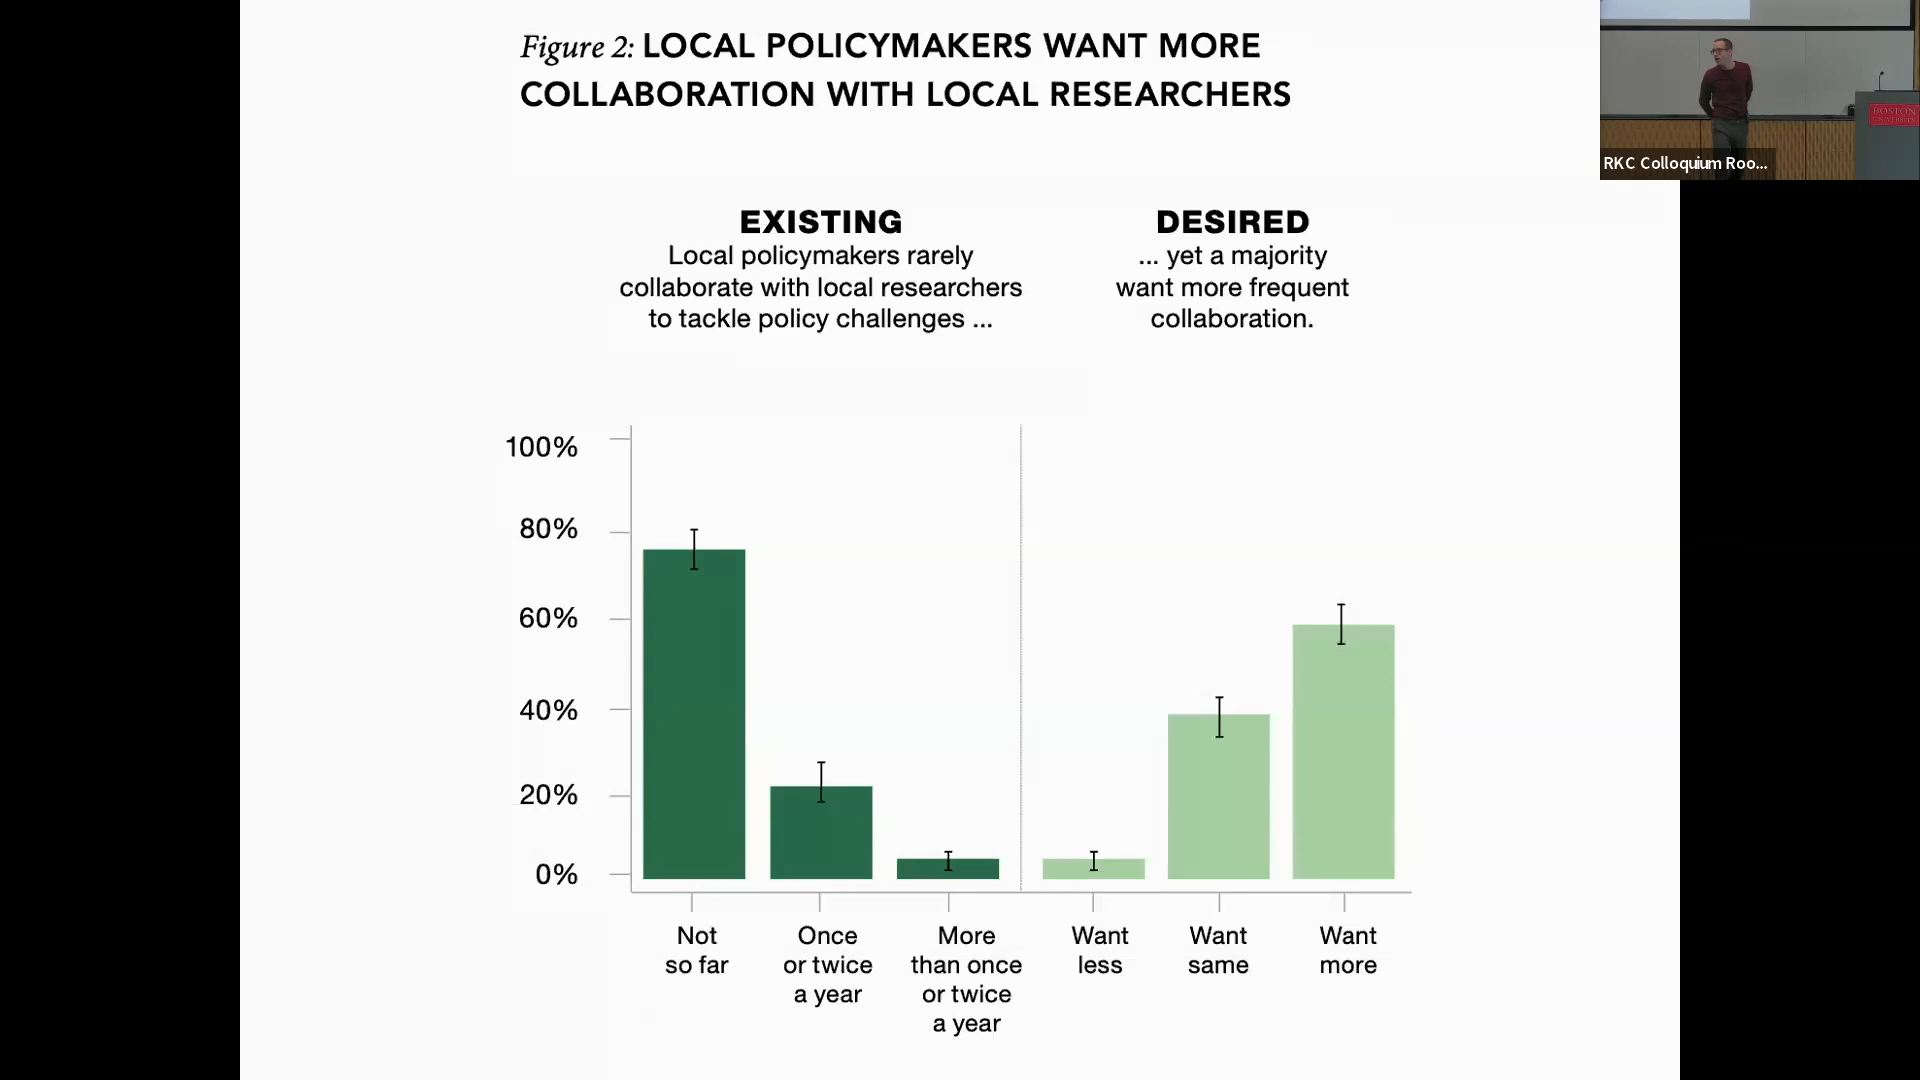 Figure 2: LOCAL POLICYMAKERS WANT MORE
COLLABORATION WITH LOCAL RESEARCHERS
BOSTON
UNIVERSITY
RKC Colloquium Roo...
EXISTING
Local policymakers rarely
collaborate with local researchers
to tackle policy challenges ...
DESIRED
... yet a majority
want more frequent
collaboration.
100%
80%
60%
40%
20%
0%
Not
so far
Once
or twice
a year
More
than once
or twice
a year
Want
less
Want
same
Want
more